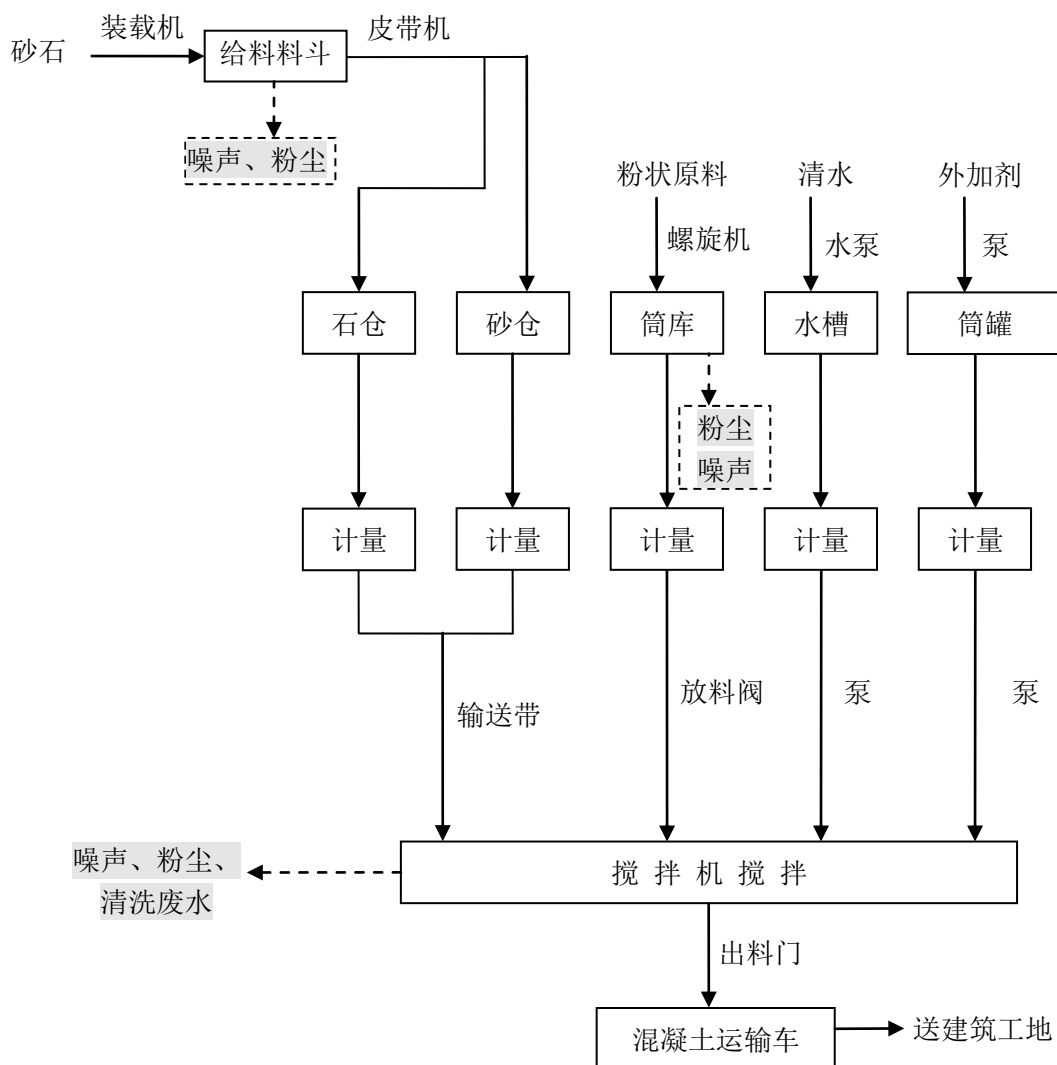 砂石
装载机
给料料斗
皮带机
噪声、粉尘
粉状原料
清水
外加剂
螺旋机
水泵
泵
石仓
砂仓
筒库
水槽
筒罐
粉尘
噪声
计量
计量
计量
计量
计量
输送带
放料阀
泵
泵
噪声、粉尘、
清洗废水
搅拌机搅拌
出料门
混凝土运输车
送建筑工地